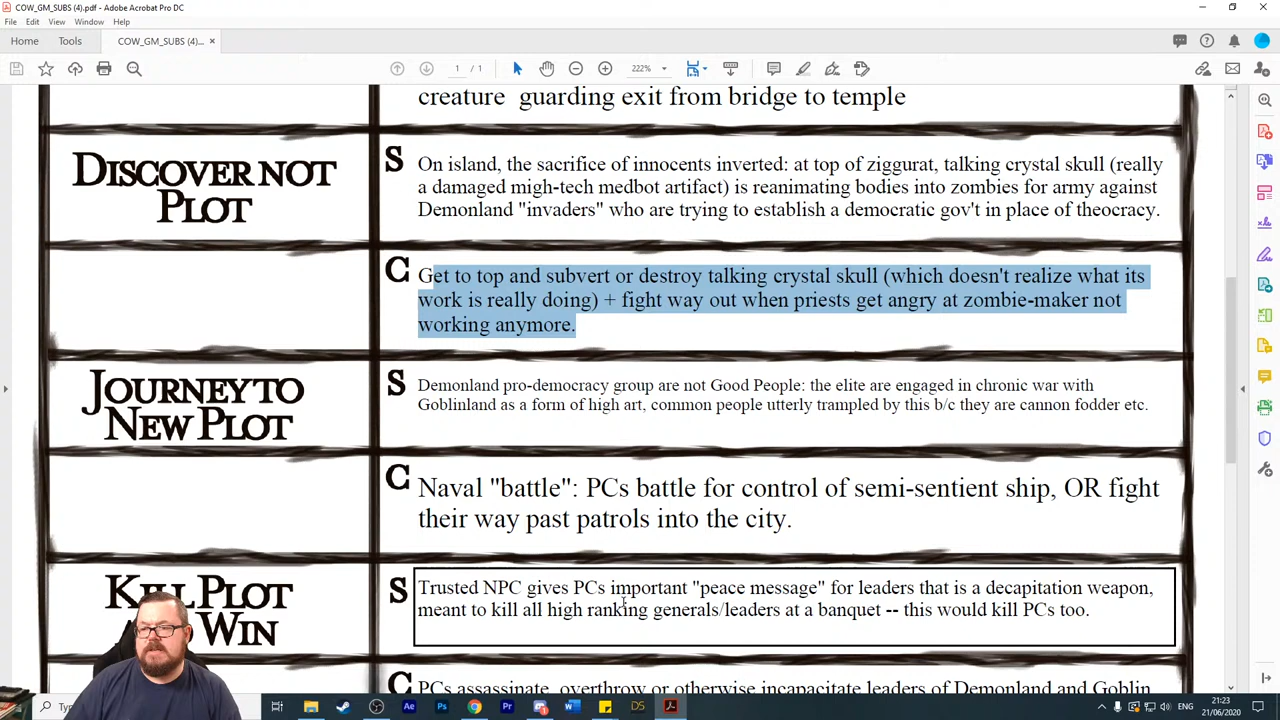 COW_GM_SUBS (4).pdf - Adobe Acrobat Pro DC
File Edit View Window Help
Home Tools COW_GM_SUBS (4).... ×
1 / 1 222%
creature guarding exit from bridge to temple
DISCOVER NOT
PLOT
S
On island, the sacrifice of innocents inverted: at top of ziggurat, talking crystal skull (really
a damaged migh-tech medbot artifact) is reanimating bodies into zombies for army against
Demonland "invaders" who are trying to establish a democratic gov't in place of theocracy.
C
Get to top and subvert or destroy talking crystal skull (which doesn't realize what its
work is really doing) + fight way out when priests get angry at zombie-maker not
working anymore.
JOURNEY TO
NEW PLOT
S
Demonland pro-democracy group are not Good People: the elite are engaged in chronic war with
Goblinland as a form of high art, common people utterly trampled by this b/c they are cannon fodder etc.
C
Naval "battle": PCs battle for control of semi-sentient ship, OR fight
their way past patrols into the city.
KILL PLOT
WIN
S
Trusted NPC gives PCs important "peace message" for leaders that is a decapitation weapon,
meant to kill all high ranking generals/leaders at a banquet -- this would kill PCs too.
C
PCs assassinate, overthrow or otherwise incapacitate leaders of Demonland and Goblin
Ae Pr W DS
21:23
21/06/2020